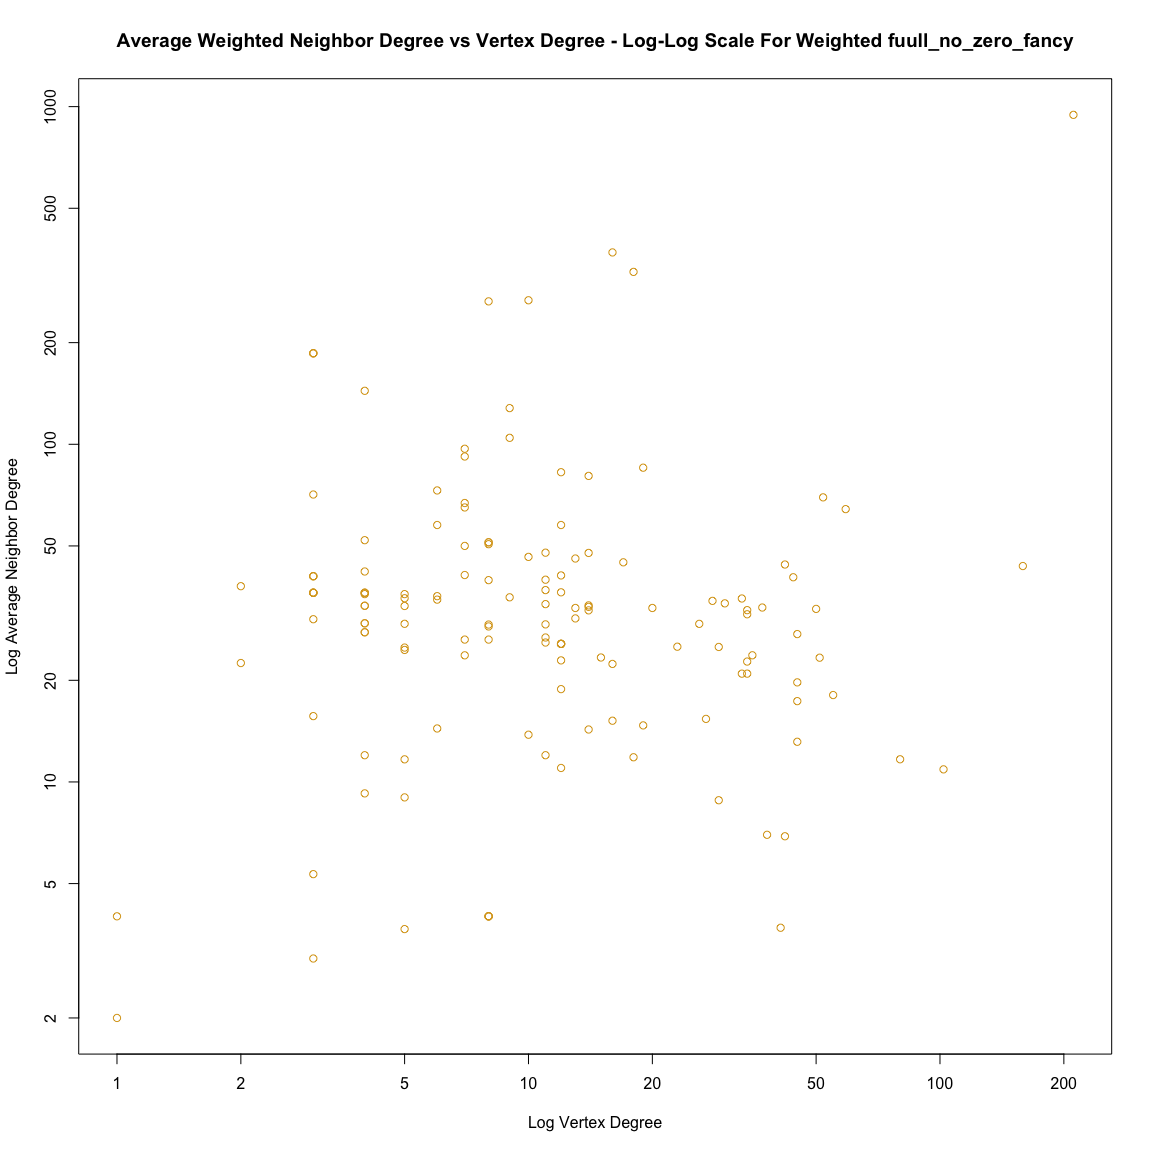 Average Weighted Neighbor Degree vs Vertex Degree - Log-Log Scale For Weighted fuull_no_zero_fancy
Log Average Neighbor Degree
1000
500
200
100
50
20
10
5
2
1 2 5 10 20 50 100 200
Log Vertex Degree